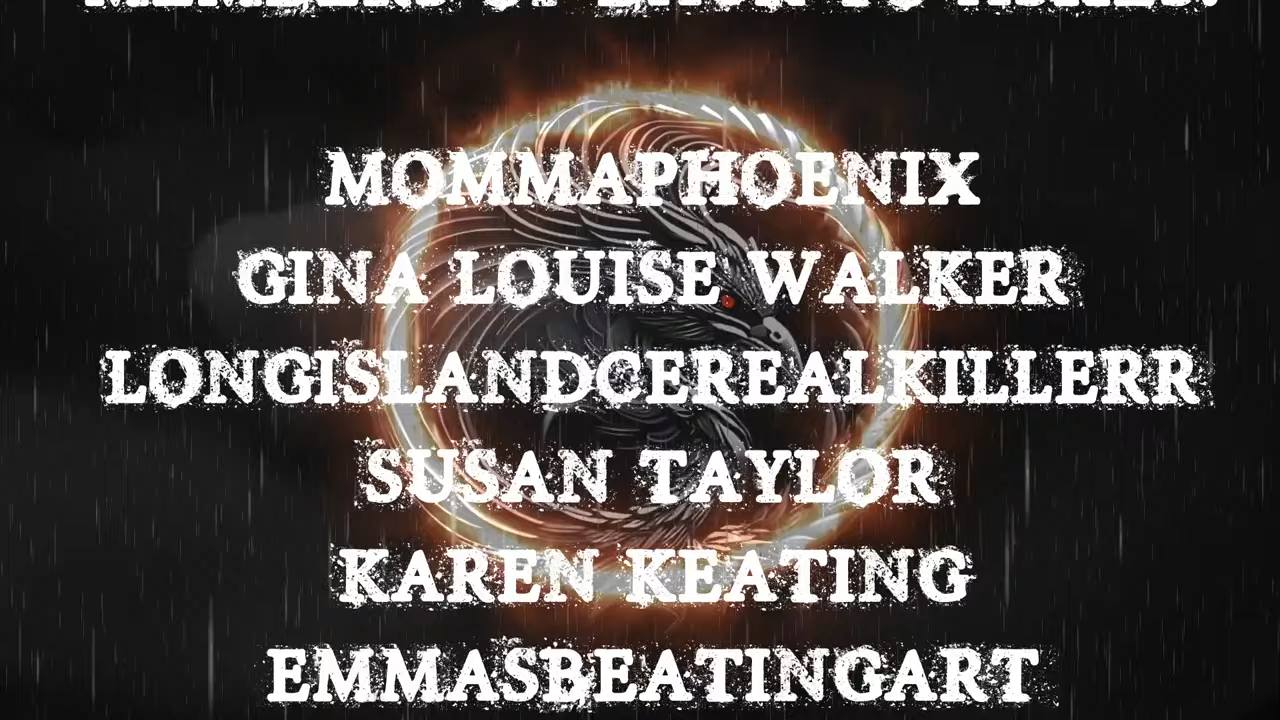 MOMMAPHOENIX
GINA LOUISE WALKER
LONGISLANDCEREALKILLERR
SUSAN TAYLOR
KAREN KEATING
EMMASBEATINGART